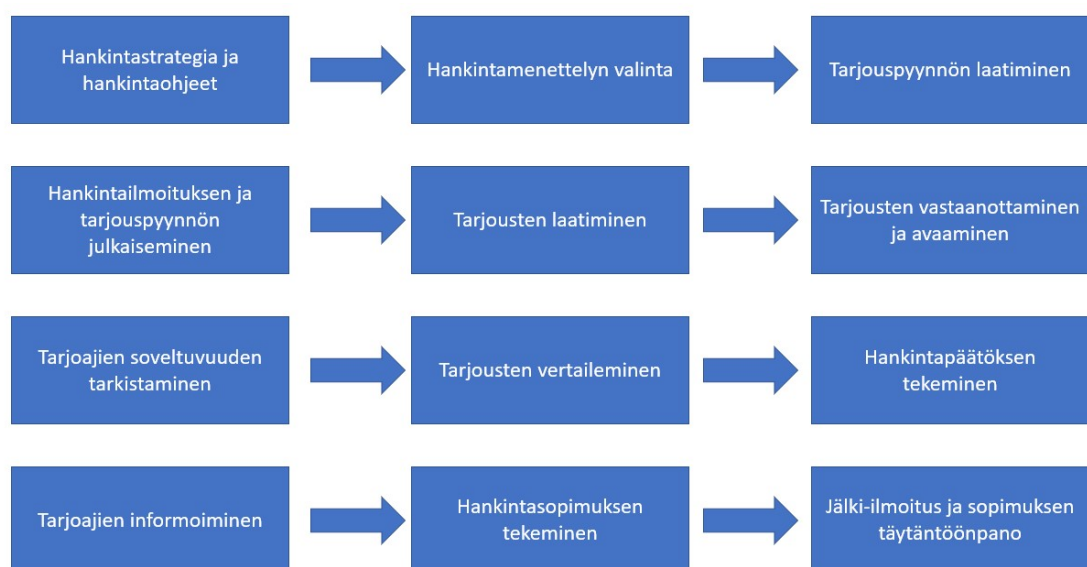 Hankintastrategia ja
hankintaohjeet
Hankintamenettelyn valinta
Tarjouspyynnön laatiminen
Hankintailmoituksen ja
tarjouspyynnön
julkaiseminen
Tarjousten laatiminen
Tarjousten vastaanottaminen
ja avaaminen
Tarjoajien soveltuvuuden
tarkistaminen
Tarjousten vertaileminen
Hankintapäätöksen
tekeminen
Tarjoajien informoiminen
Hankintasopimuksen
tekeminen
Jälki-ilmoitus ja sopimuksen
täytäntöönpano